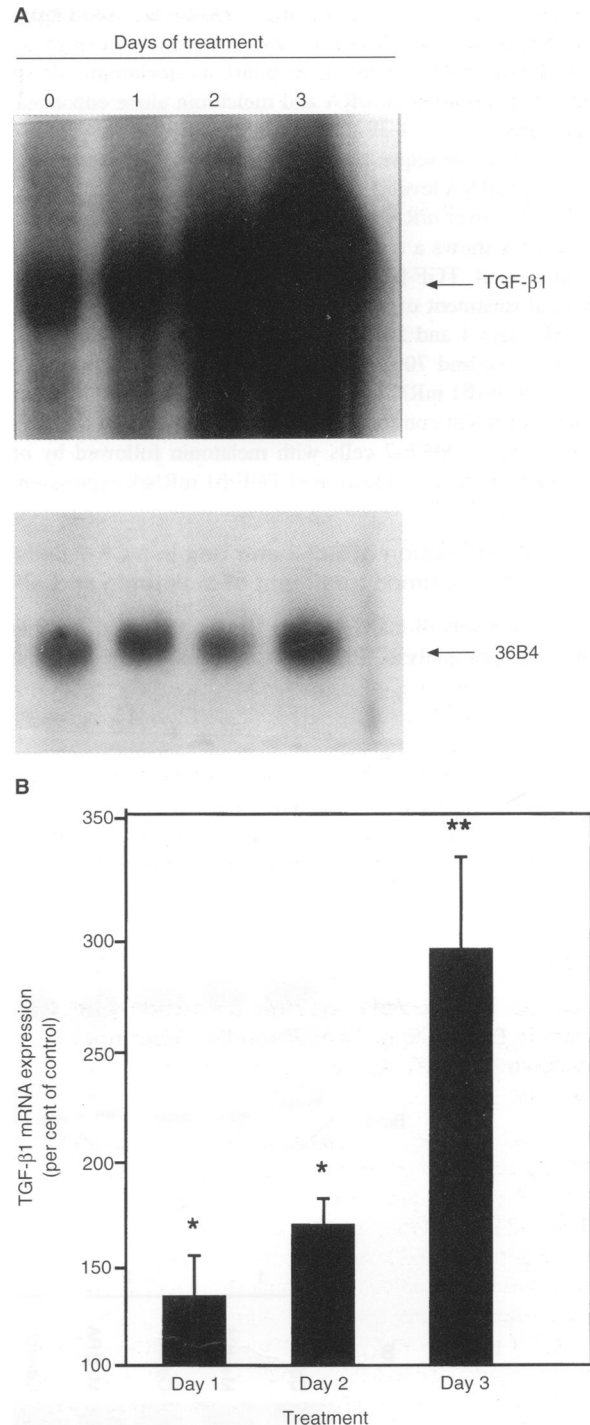 A
Days of treatment
0 1 2 3
TGF-β1
36B4
B
350
300
250
200
150
100
TGF-β1 mRNA expression
(per cent of control)
*
*
**
Day 1 Day 2 Day 3
Treatment